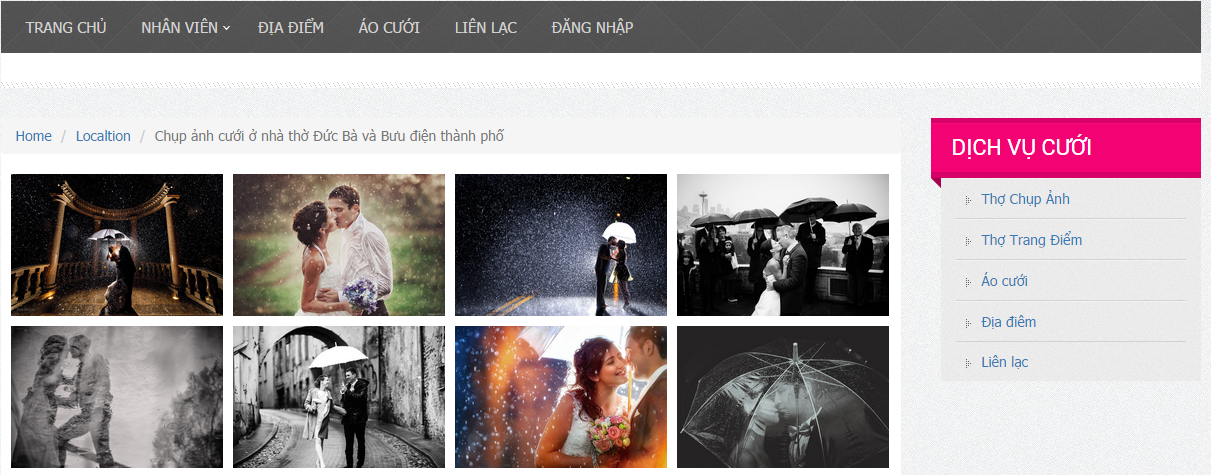 TRANG CHỦ NHÂN VIÊN ĐỊA ĐIỂM ÁO CƯỚI LIÊN LẠC ĐĂNG NHẬP
Home / Localtion / Chụp ảnh cưới ở nhà thờ Đức Bà và Bưu điện thành phố
DỊCH VỤ CƯỚI
Thợ Chụp Ảnh
Thợ Trang Điểm
Áo cưới
Địa điêm
Liên lạc